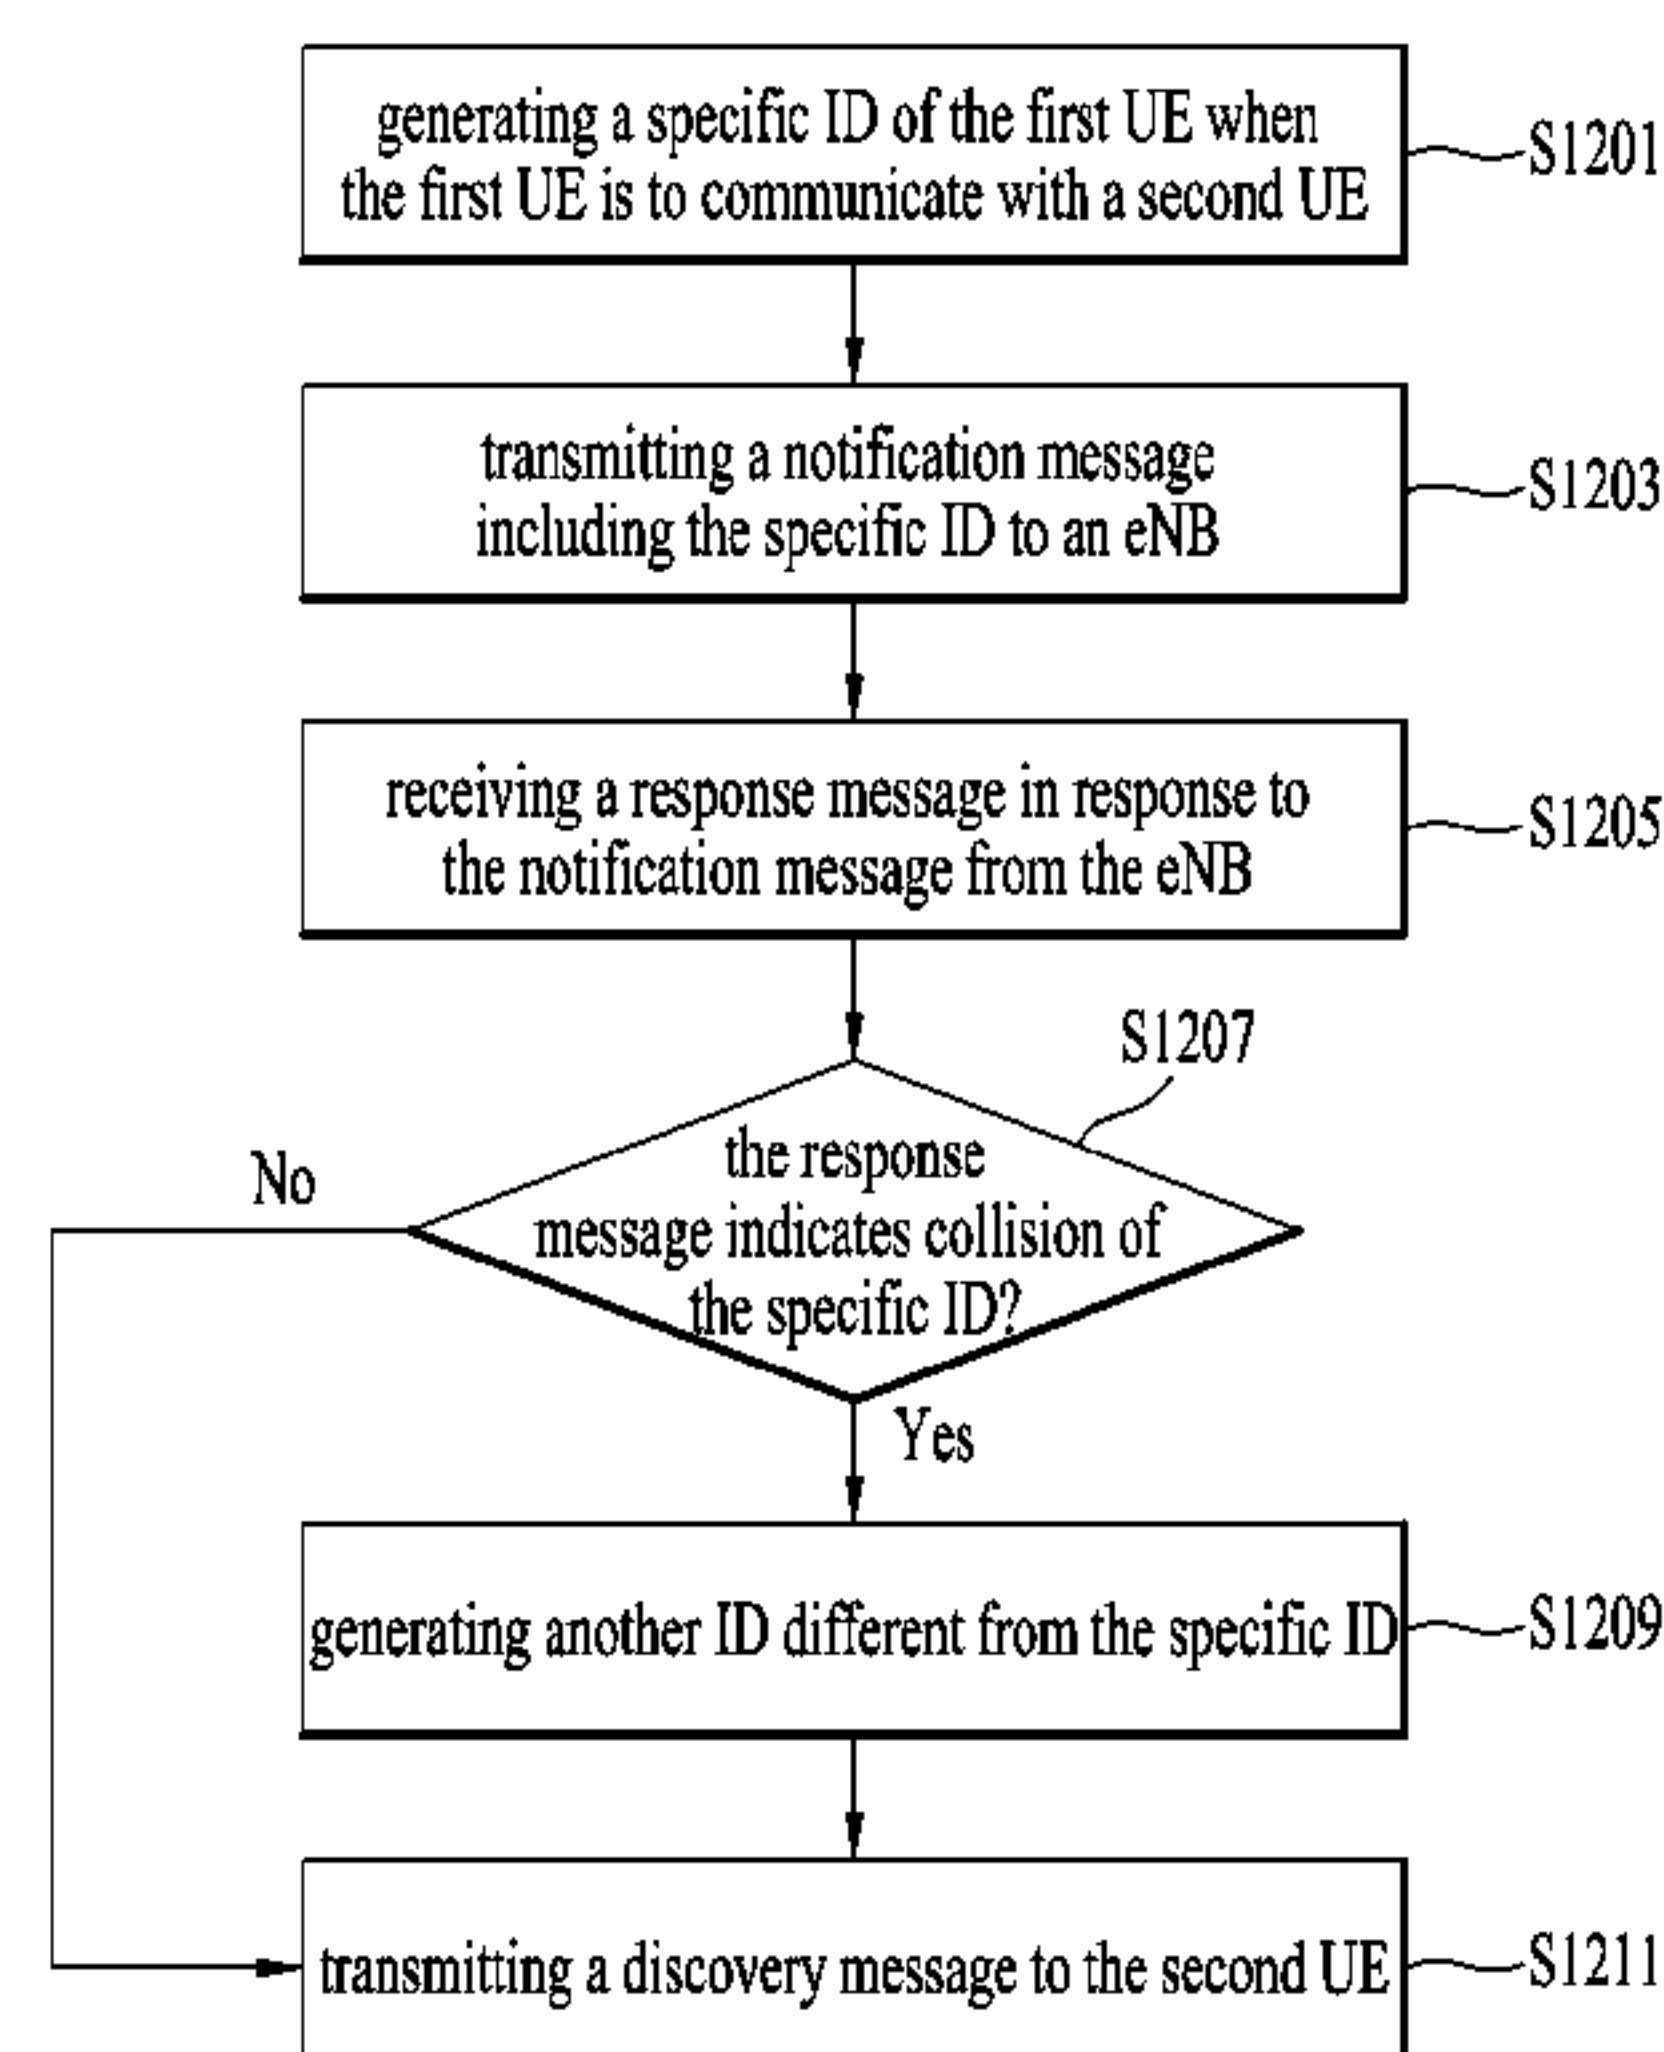 generating a specific ID of the first UE when
the first UE is to communicate with a second UE
S1201
transmitting a notification message
including the specific ID to an eNB
S1203
receiving a response message in response to
the notification message from the eNB
S1205
S1207
the response
message indicates collision of
the specific ID?
No
Yes
generating another ID different from the specific ID
S1209
transmitting a discovery message to the second UE
S1211